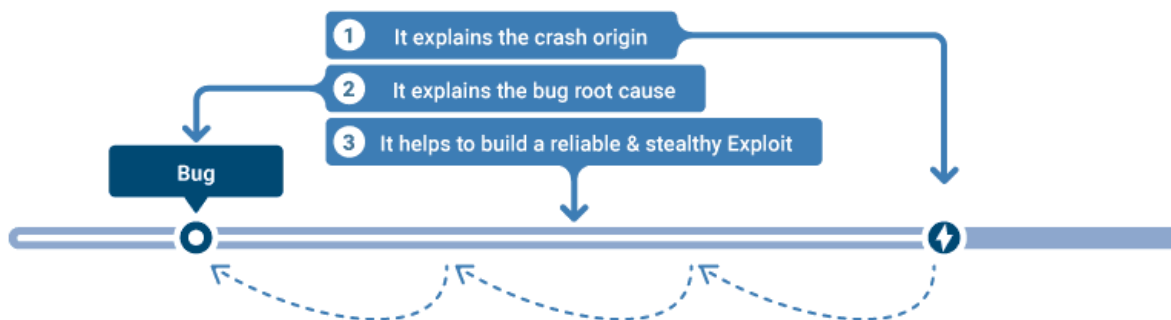 1 It explains the crash origin
2 It explains the bug root cause
3 It helps to build a reliable & stealthy Exploit
Bug